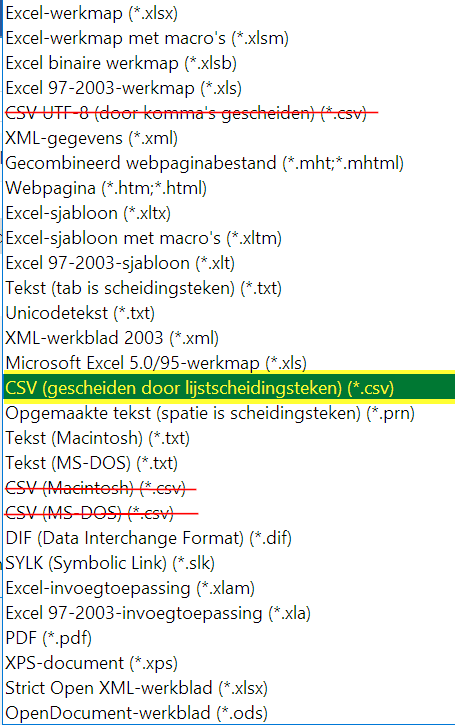 Excel-werkmap (*.xlsx)
Excel-werkmap met macro's (*.xlsm)
Excel binaire werkmap (*.xlsb)
Excel 97-2003-werkmap (*.xls)
CSV UTF-8 (door komma's gescheiden) (*.csv)
XML-gegevens (*.xml)
Gecombineerd webpaginabestand (*.mht;*.mhtml)
Webpagina (*.htm;*.html)
Excel-sjabloon (*.xltx)
Excel-sjabloon met macro's (*.xltm)
Excel 97-2003-sjabloon (*.xlt)
Tekst (tab is scheidingsteken) (*.txt)
Unicodetekst (*.txt)
XML-werkblad 2003 (*.xml)
Microsoft Excel 5.0/95-werkmap (*.xls)
CSV (gescheiden door lijstscheidingsteken) (*.csv)
Opgemaakte tekst (spatie is scheidingsteken) (*.prn)
Tekst (Macintosh) (*.txt)
Tekst (MS-DOS) (*.txt)
CSV (Macintosh) (*.csv)
CSV (MS-DOS) (*.csv)
DIF (Data Interchange Format) (*.dif)
SYLK (Symbolic Link) (*.slk)
Excel-invoegtoepassing (*.xlam)
Excel 97-2003-invoegtoepassing (*.xla)
PDF (*.pdf)
XPS-document (*.xps)
Strict Open XML-werkblad (*.xlsx)
OpenDocument-werkblad (*.ods)